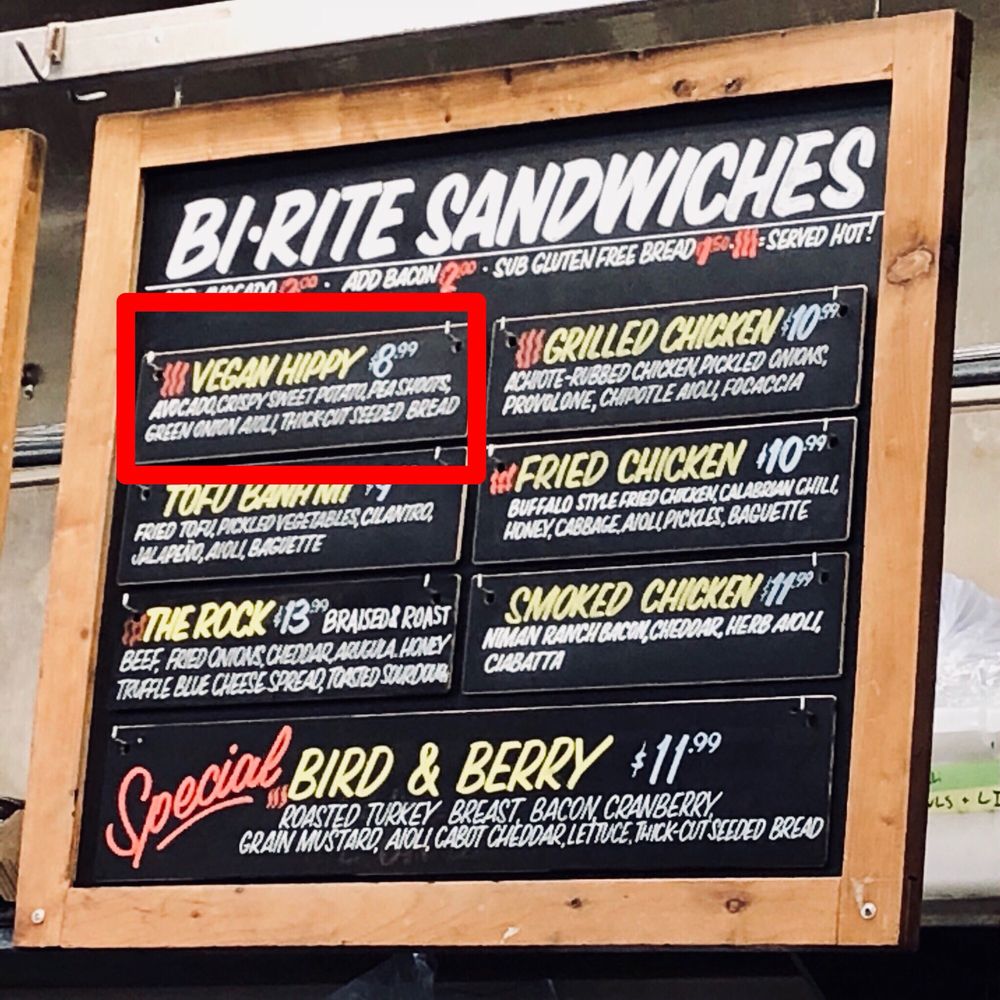 BI•RITE SANDWICHES
ADD AVOCADO $2.00 • ADD BACON $2.00 • SUB GLUTEN FREE BREAD $1.50 • = SERVED HOT!
VEGAN HIPPY $8.99
AVOCADO, CRISPY SWEET POTATO, PEA SHOOTS,
GREEN ONION AIOLI, THICK-CUT SEEDED BREAD
TOFU BANH MI $9
FRIED TOFU, PICKLED VEGETABLES, CILANTRO,
JALAPEÑO, AIOLI, BAGUETTE
THE ROCK $13.99 BRAISED & ROAST
BEEF, FRIED ONIONS, CHEDDAR, ARUGULA, HONEY
TRUFFLE BLUE CHEESE SPREAD, TOASTED SOURDOUGH
GRILLED CHICKEN $10.99
ACHIOTE-RUBBED CHICKEN, PICKLED ONIONS,
PROVOLONE, CHIPOTLE AIOLI, FOCACCIA
FRIED CHICKEN $10.99
BUFFALO STYLE FRIED CHICKEN, CALABRIAN CHILI,
HONEY, CABBAGE, AIOLI, PICKLES, BAGUETTE
SMOKED CHICKEN $11.99
NIMAN RANCH BACON, CHEDDAR, HERB AIOLI,
CIABATTA
Special BIRD & BERRY $11.99
ROASTED TURKEY BREAST, BACON, CRANBERRY,
GRAIN MUSTARD, AIOLI, CABOT CHEDDAR, LETTUCE, THICK-CUT SEEDED BREAD